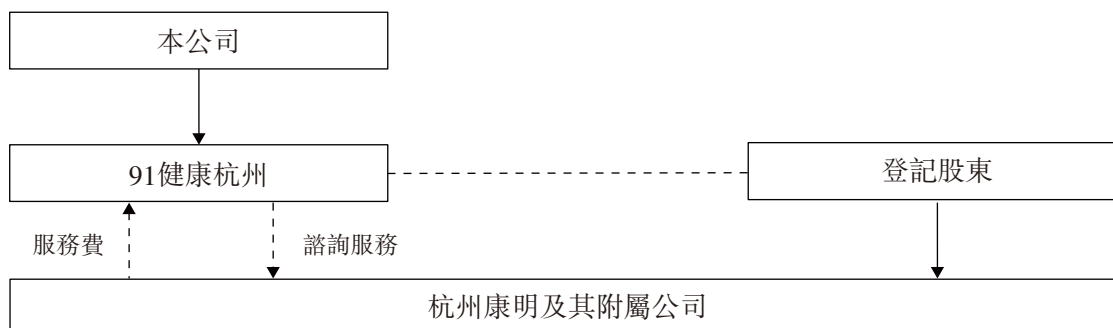 本公司
91健康杭州
登記股東
服務費
諮詢服務
杭州康明及其附屬公司